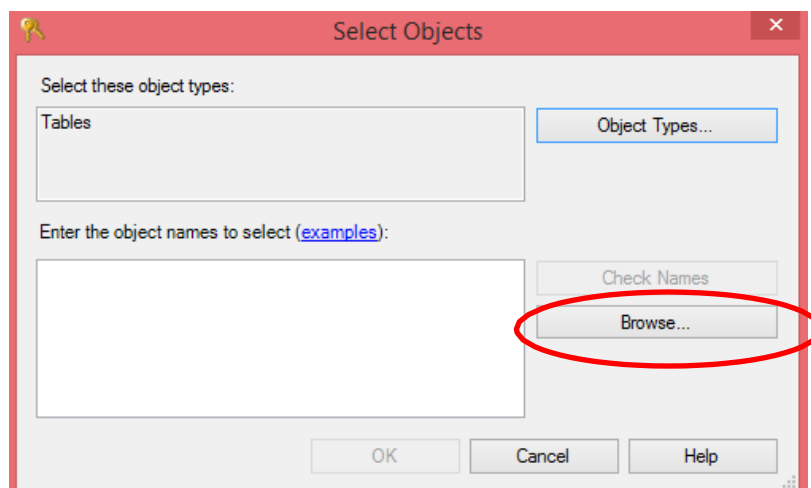 Select Objects
Select these object types:
Tables
Object Types...
Enter the object names to select (examples):
Check Names
Browse...
OK
Cancel
Help